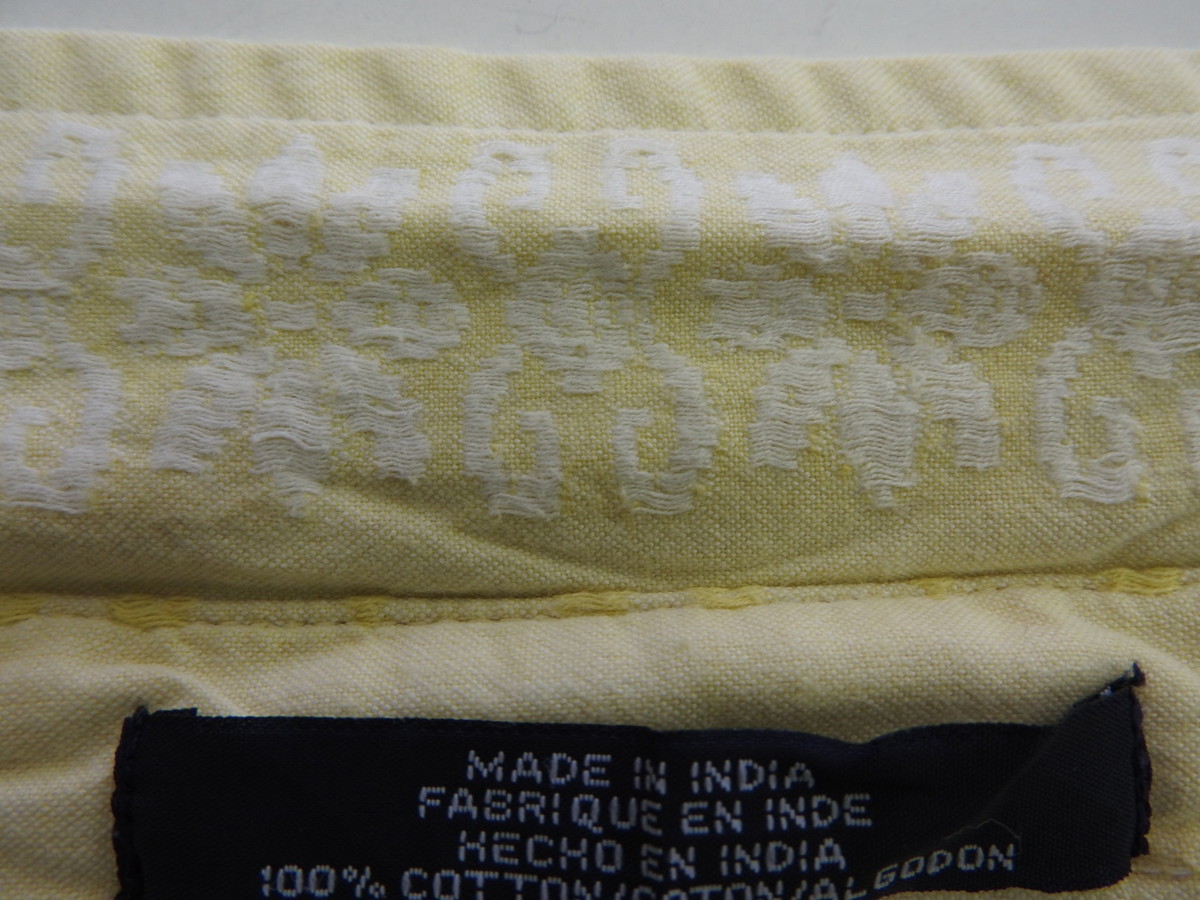 MADE IN INDIA
FABRIQUE EN INDE
HECHO EN INDIA
100% COTTON/COTON/ALGODON